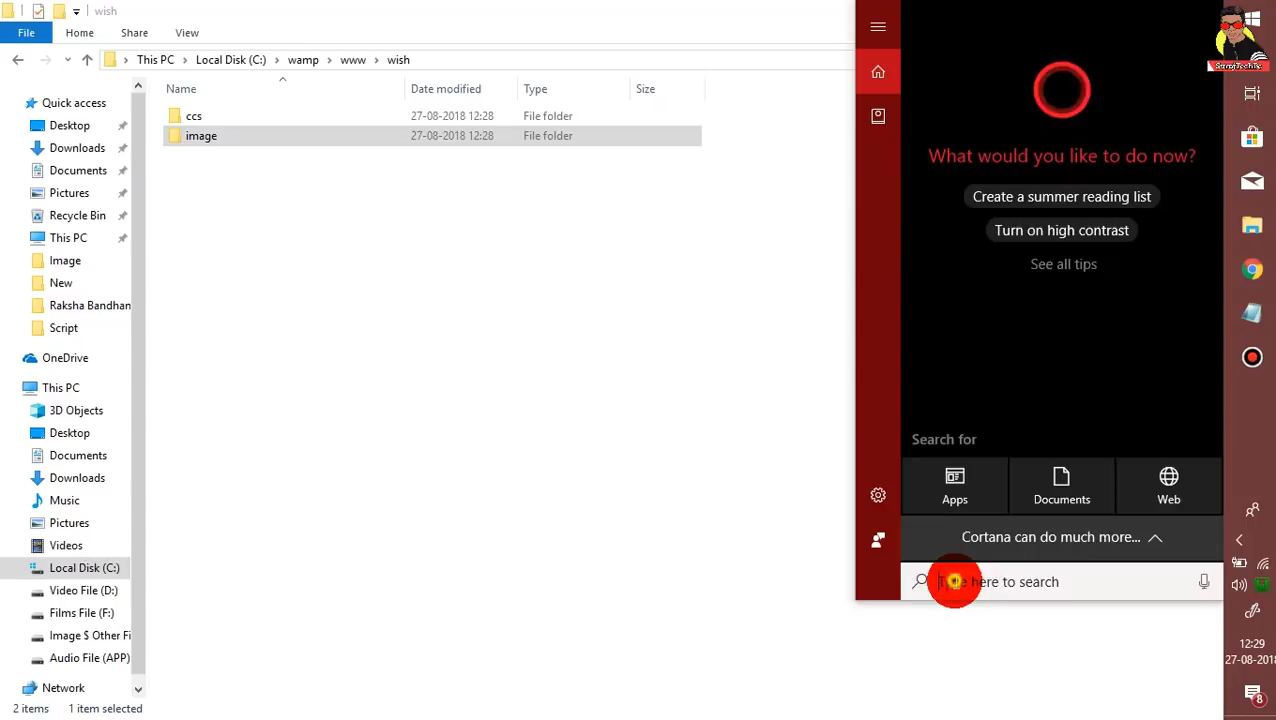 wish
File Home Share View
This PC Local Disk (C:) wamp www wish
Name Date modified Type Size
ccs 27-08-2018 12:28 File folder
image 27-08-2018 12:28 File folder
Quick access
Desktop
Downloads
Documents
Pictures
Recycle Bin
This PC
Image
New
Raksha Bandhan
Script
OneDrive
This PC
3D Objects
Desktop
Documents
Downloads
Music
Pictures
Videos
Local Disk (C:)
Video File (D:)
Films File (F:)
Image $ Other Fi
Audio File (APP)
Network
2 items 1 item selected
What would you like to do now?
Create a summer reading list
Turn on high contrast
See all tips
Search for
Apps Documents Web
Cortana can do much more...
Type here to search
12:29
27-08-2018
8